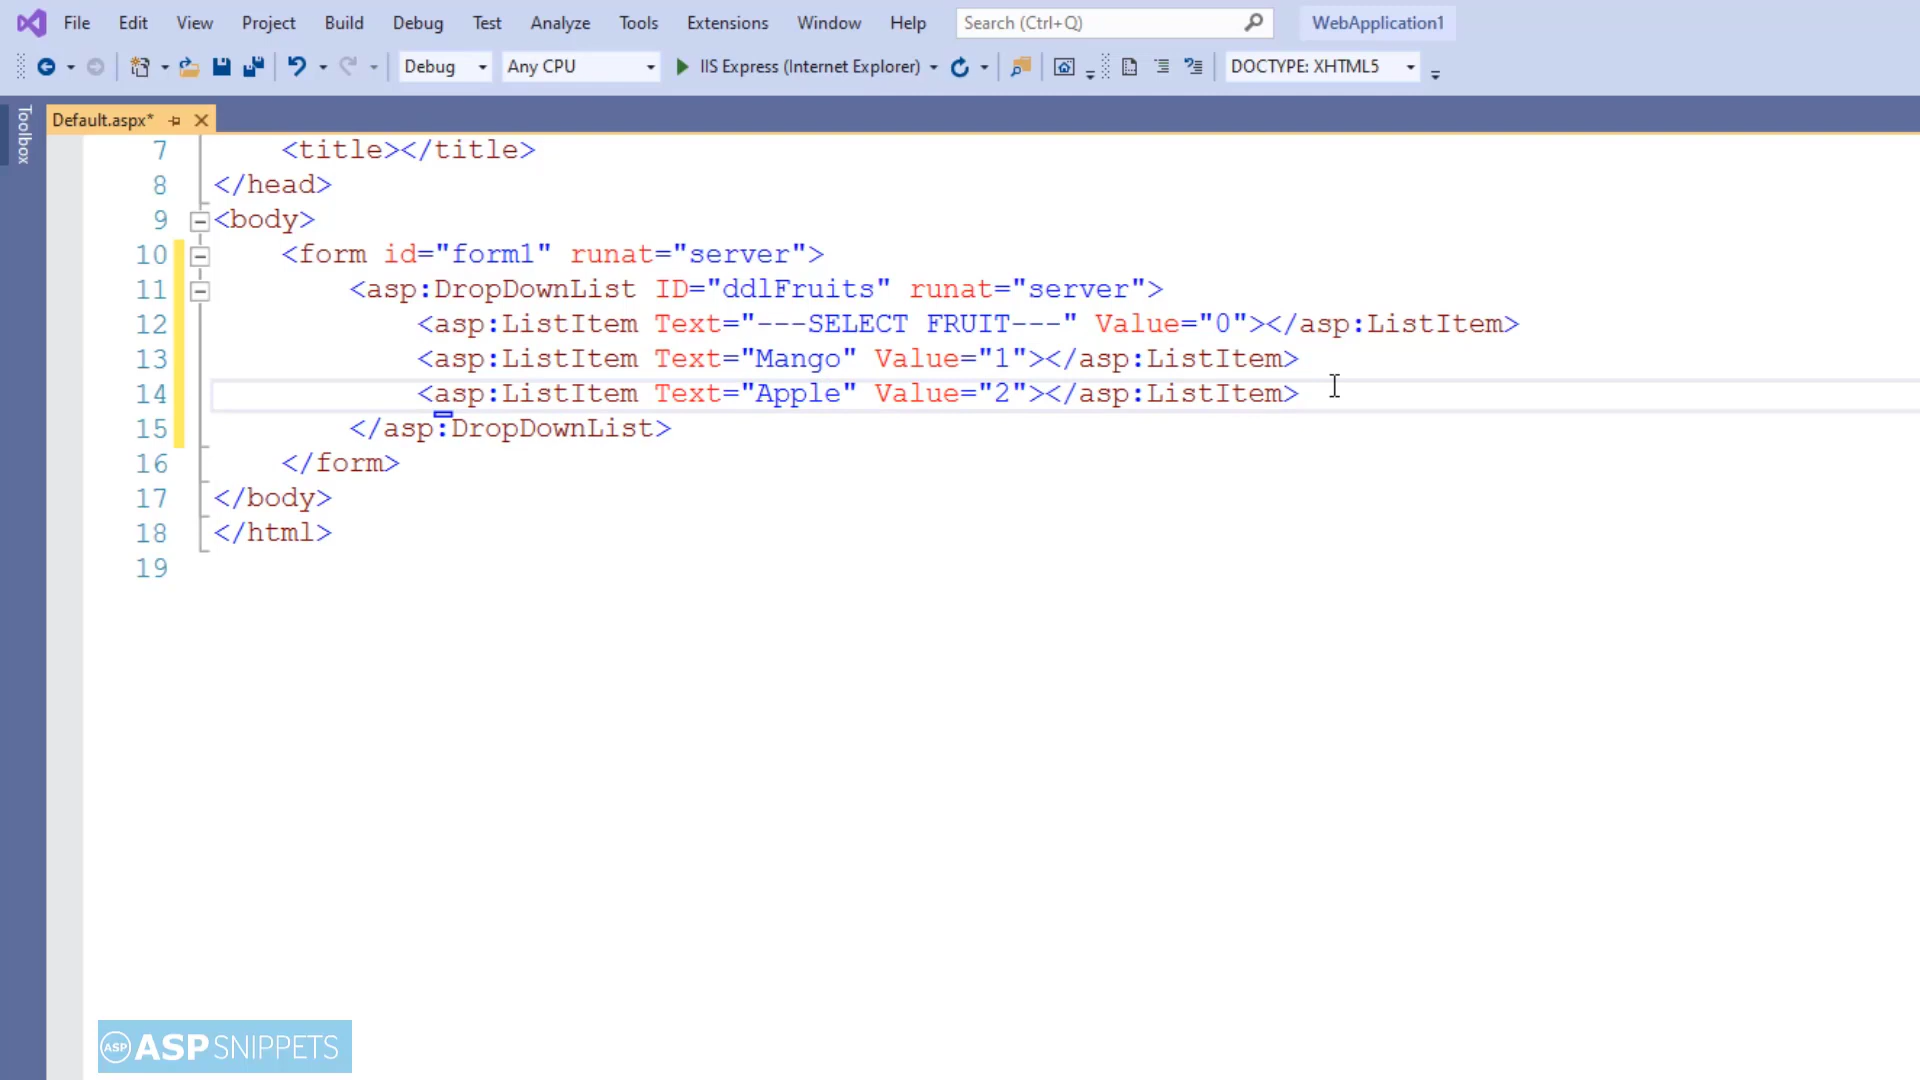 File Edit View Project Build Debug Test Analyze Tools Extensions Window Help Search (Ctrl+Q) WebApplication1
Debug Any CPU IIS Express (Internet Explorer) DOCTYPE: XHTML5
Toolbox
Default.aspx*
7 <title></title>
8 </head>
9 <body>
10 <form id="form1" runat="server">
11 <asp:DropDownList ID="ddlFruits" runat="server">
12 <asp:ListItem Text="---SELECT FRUIT---" Value="0"></asp:ListItem>
13 <asp:ListItem Text="Mango" Value="1"></asp:ListItem>
14 <asp:ListItem Text="Apple" Value="2"></asp:ListItem>
15 </asp:DropDownList>
16 </form>
17 </body>
18 </html>
19
ASP ASPSNIPPETS